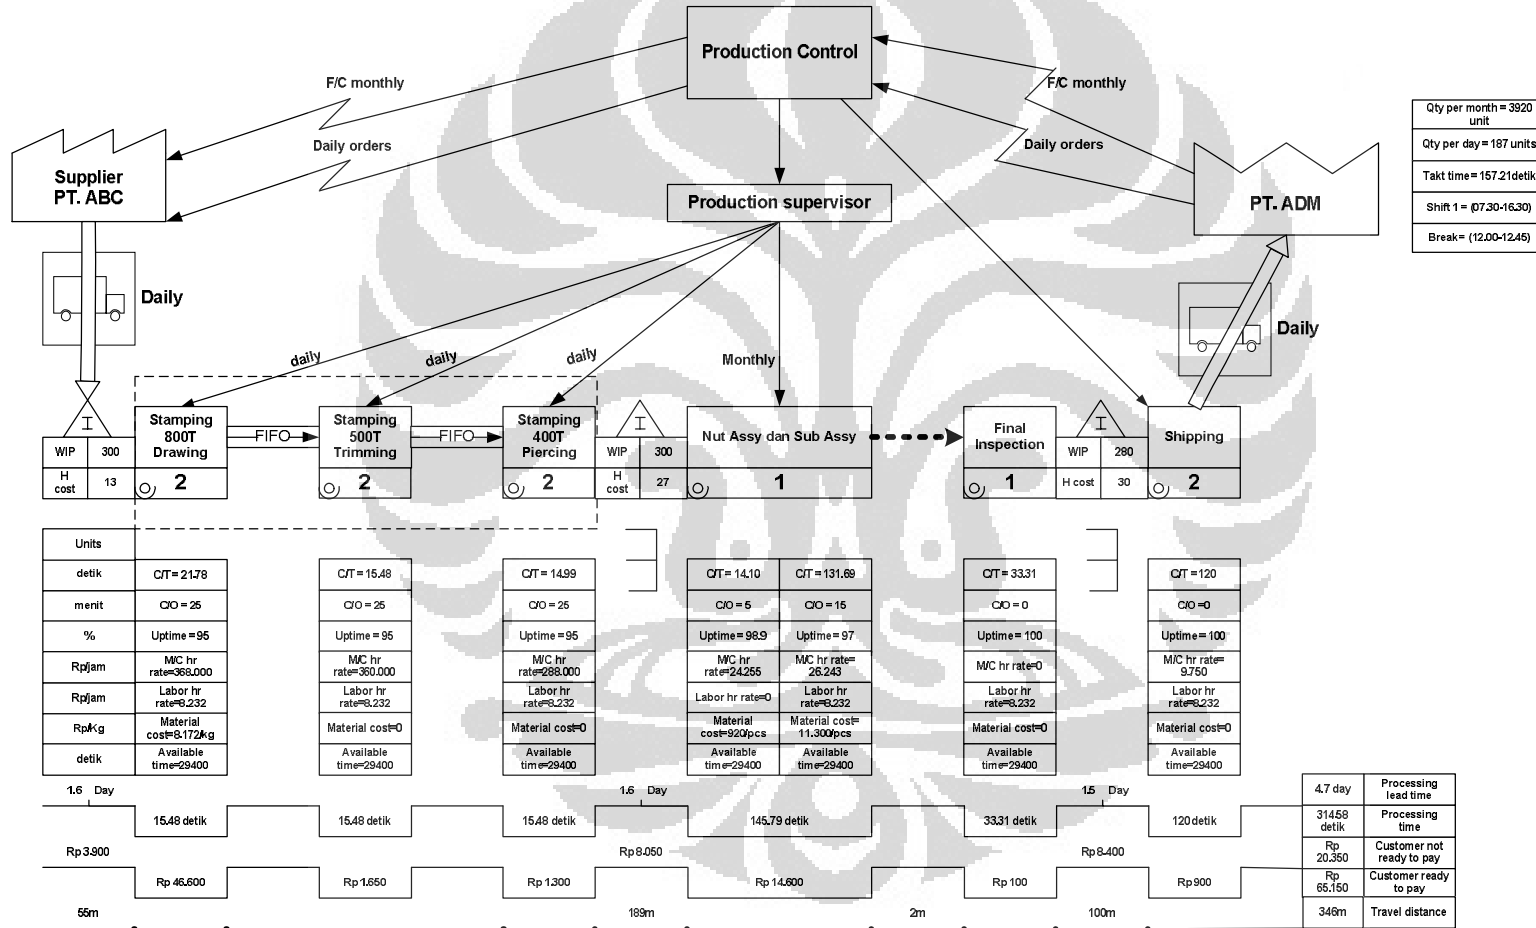 Production Control
F/C monthly
F/C monthly
Qty per month = 3920
unit
Daily orders
Daily orders
Qty per day = 187 units
Takt time = 157.21detik
Shift 1 = (07.30-16.30)
Break= (12.00-12.45)
Supplier
PT. ABC
Production supervisor
PT. ADM
Daily
Daily
daily
daily
daily
Monthly
I
Stamping
800T
Drawing
FIFO
Stamping
500T
Trimming
FIFO
Stamping
400T
Piercing
I
Nut Assy dan Sub Assy
Final
Inspection
I
Shipping
WIP
300
WIP
300
WIP
280
H
cost
13
2
2
2
H
cost
27
1
1
H cost
30
2
Units
detik
C/T = 21.78
C/T = 15.48
C/T = 14.99
C/T = 14.10
C/T = 131.69
C/T = 33.31
C/T = 120
menit
C/O = 25
C/O = 25
C/O = 25
C/O = 5
C/O = 15
C/O = 0
C/O =0
%
Uptime = 95
Uptime = 95
Uptime = 95
Uptime = 98.9
Uptime = 97
Uptime = 100
Uptime = 100
Rp/jam
M/C hr
rate=368.000
M/C hr
rate=360.000
M/C hr
rate=288.000
M/C hr
rate=24.255
M/C hr rate=
26.243
M/C hr rate=0
M/C hr rate=
9.750
Rp/jam
Labor hr
rate=8.232
Labor hr
rate=8.232
Labor hr
rate=8.232
Labor hr rate=0
Labor hr
rate=8.232
Labor hr
rate=8.232
Labor hr
rate=8.232
Rp/Kg
Material
cost=8.172/kg
Material cost=0
Material cost=0
Material
cost=920/pcs
Material cost=
11.300/pcs
Material cost=0
Material cost=0
detik
Available
time=29400
Available
time=29400
Available
time=29400
Available
time=29400
Available
time=29400
Available
time=29400
Available
time=29400
1.6 Day
1.6 Day
1.5 Day
4.7 day
Processing
lead time
15.48 detik
15.48 detik
15.48 detik
145.79 detik
33.31 detik
120 detik
314.58
detik
Processing
time
Rp 3.900
Rp 8.050
Rp 8.400
Rp
20.350
Customer not
ready to pay
Rp 46.600
Rp 1.650
Rp 1.300
Rp 14.600
Rp 100
Rp 900
Rp
65.150
Customer ready
to pay
55m
189m
2m
100m
346m
Travel distance